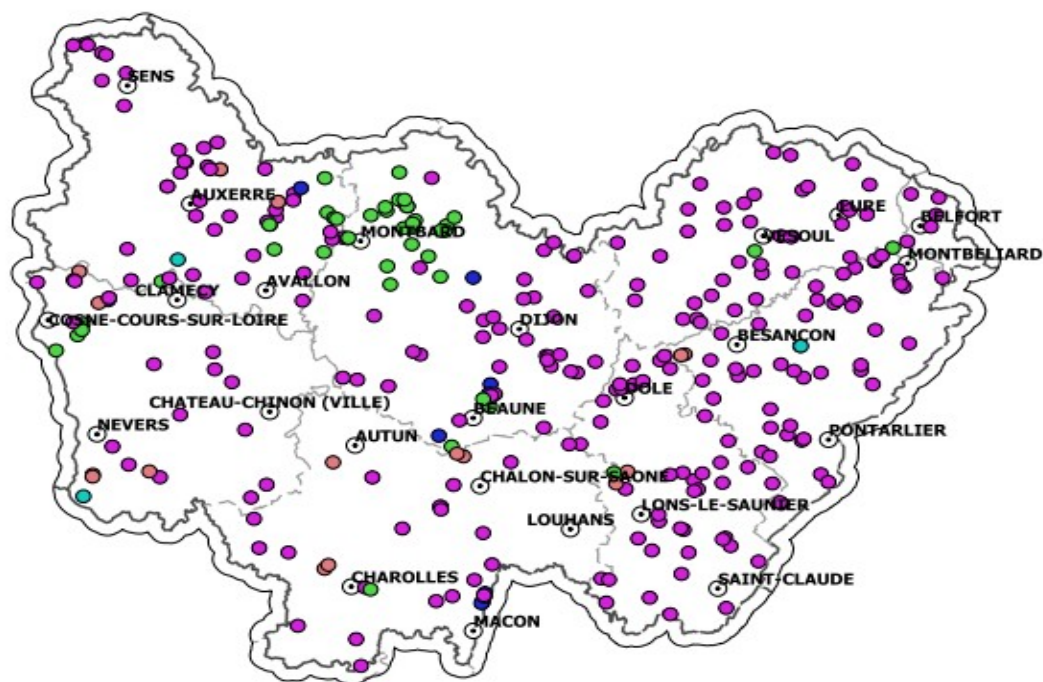 SENS
AUXERRE
MONTBARD
LURE
BELFORT
VESOUL
MONTBELIARD
AVALLON
CLAMECY
COSNE-COURS-SUR-LOIRE
DIJON
BESANCON
DOLE
CHATEAU-CHINON (VILLE)
BEAUNE
NEVERS
AUTUN
PONTARLIER
CHALON-SUR-SAONE
LONS-LE-SAUNIER
LOUHANS
CHAROLLES
SAINT-CLAUDE
MACON